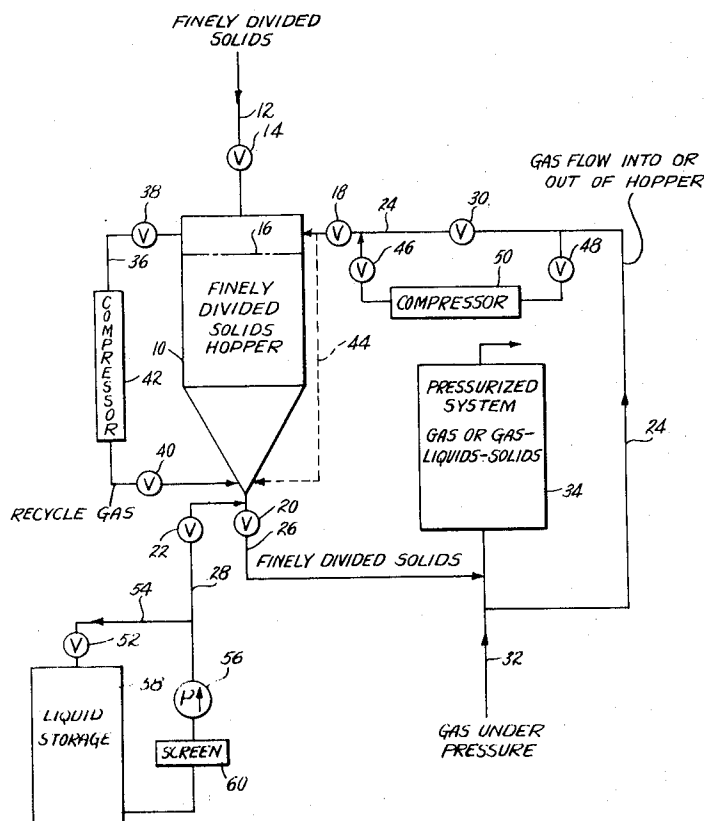 FINELY DIVIDED
SOLIDS
12
14
GAS FLOW INTO OR
OUT OF HOPPER
38
V
18
V
24
30
V
V
16
36
46
V
50
COMPRESSOR
48
V
FINELY
DIVIDED
SOLIDS
HOPPER
10
COMPRESSOR
42
44
PRESSURIZED
SYSTEM
GAS OR GAS-
LIQUIDS-SOLIDS
24
34
40
V
RECYCLE GAS
20
V
22
V
26
FINELY DIVIDED SOLIDS
28
54
52
V
32
58
56
P
LIQUID
STORAGE
GAS UNDER
PRESSURE
SCREEN
60